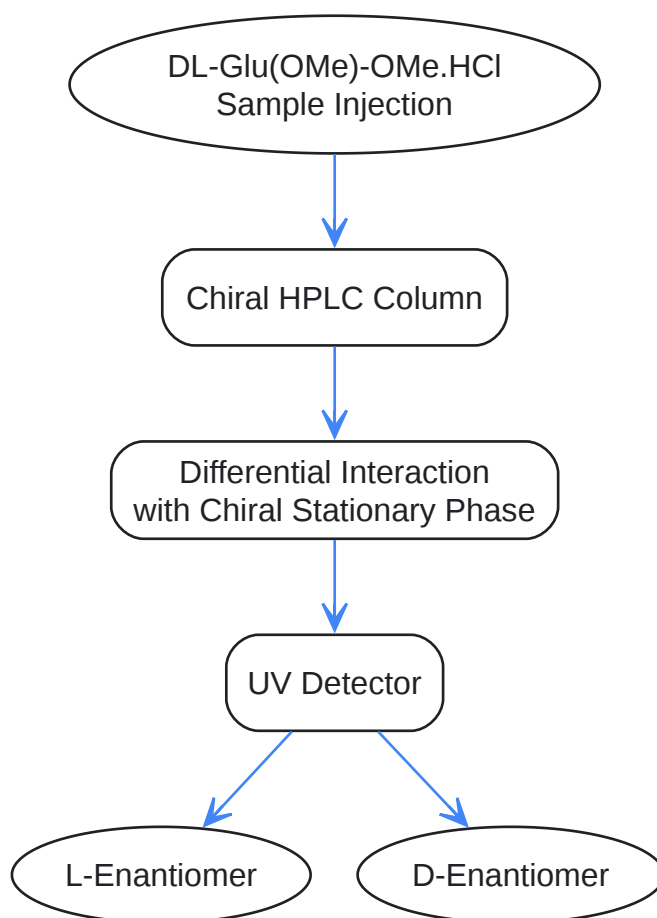 DL-Glu(OMe)-OMe.HCl
Sample Injection
Chiral HPLC Column
Differential Interaction
with Chiral Stationary Phase
UV Detector
L-Enantiomer
D-Enantiomer